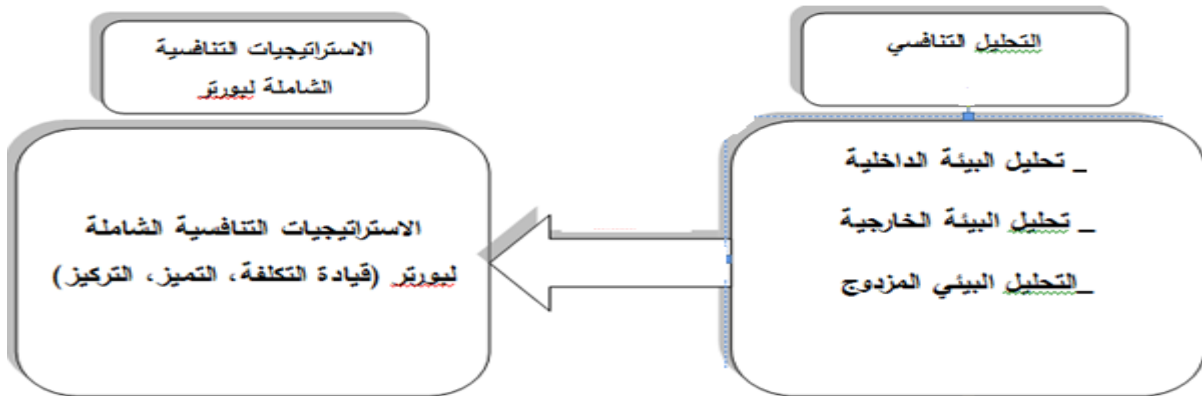 التحليل التنافسي
_ تحليل البيئة الداخلية
_ تحليل البيئة الخارجية
_التحليل البيئي المزدوج
الاستراتيجيات التنافسية
الشاملة لبورتر
الاستراتيجيات التنافسية الشاملة
لبورتر (قيادة التكلفة، التميز، التركيز)